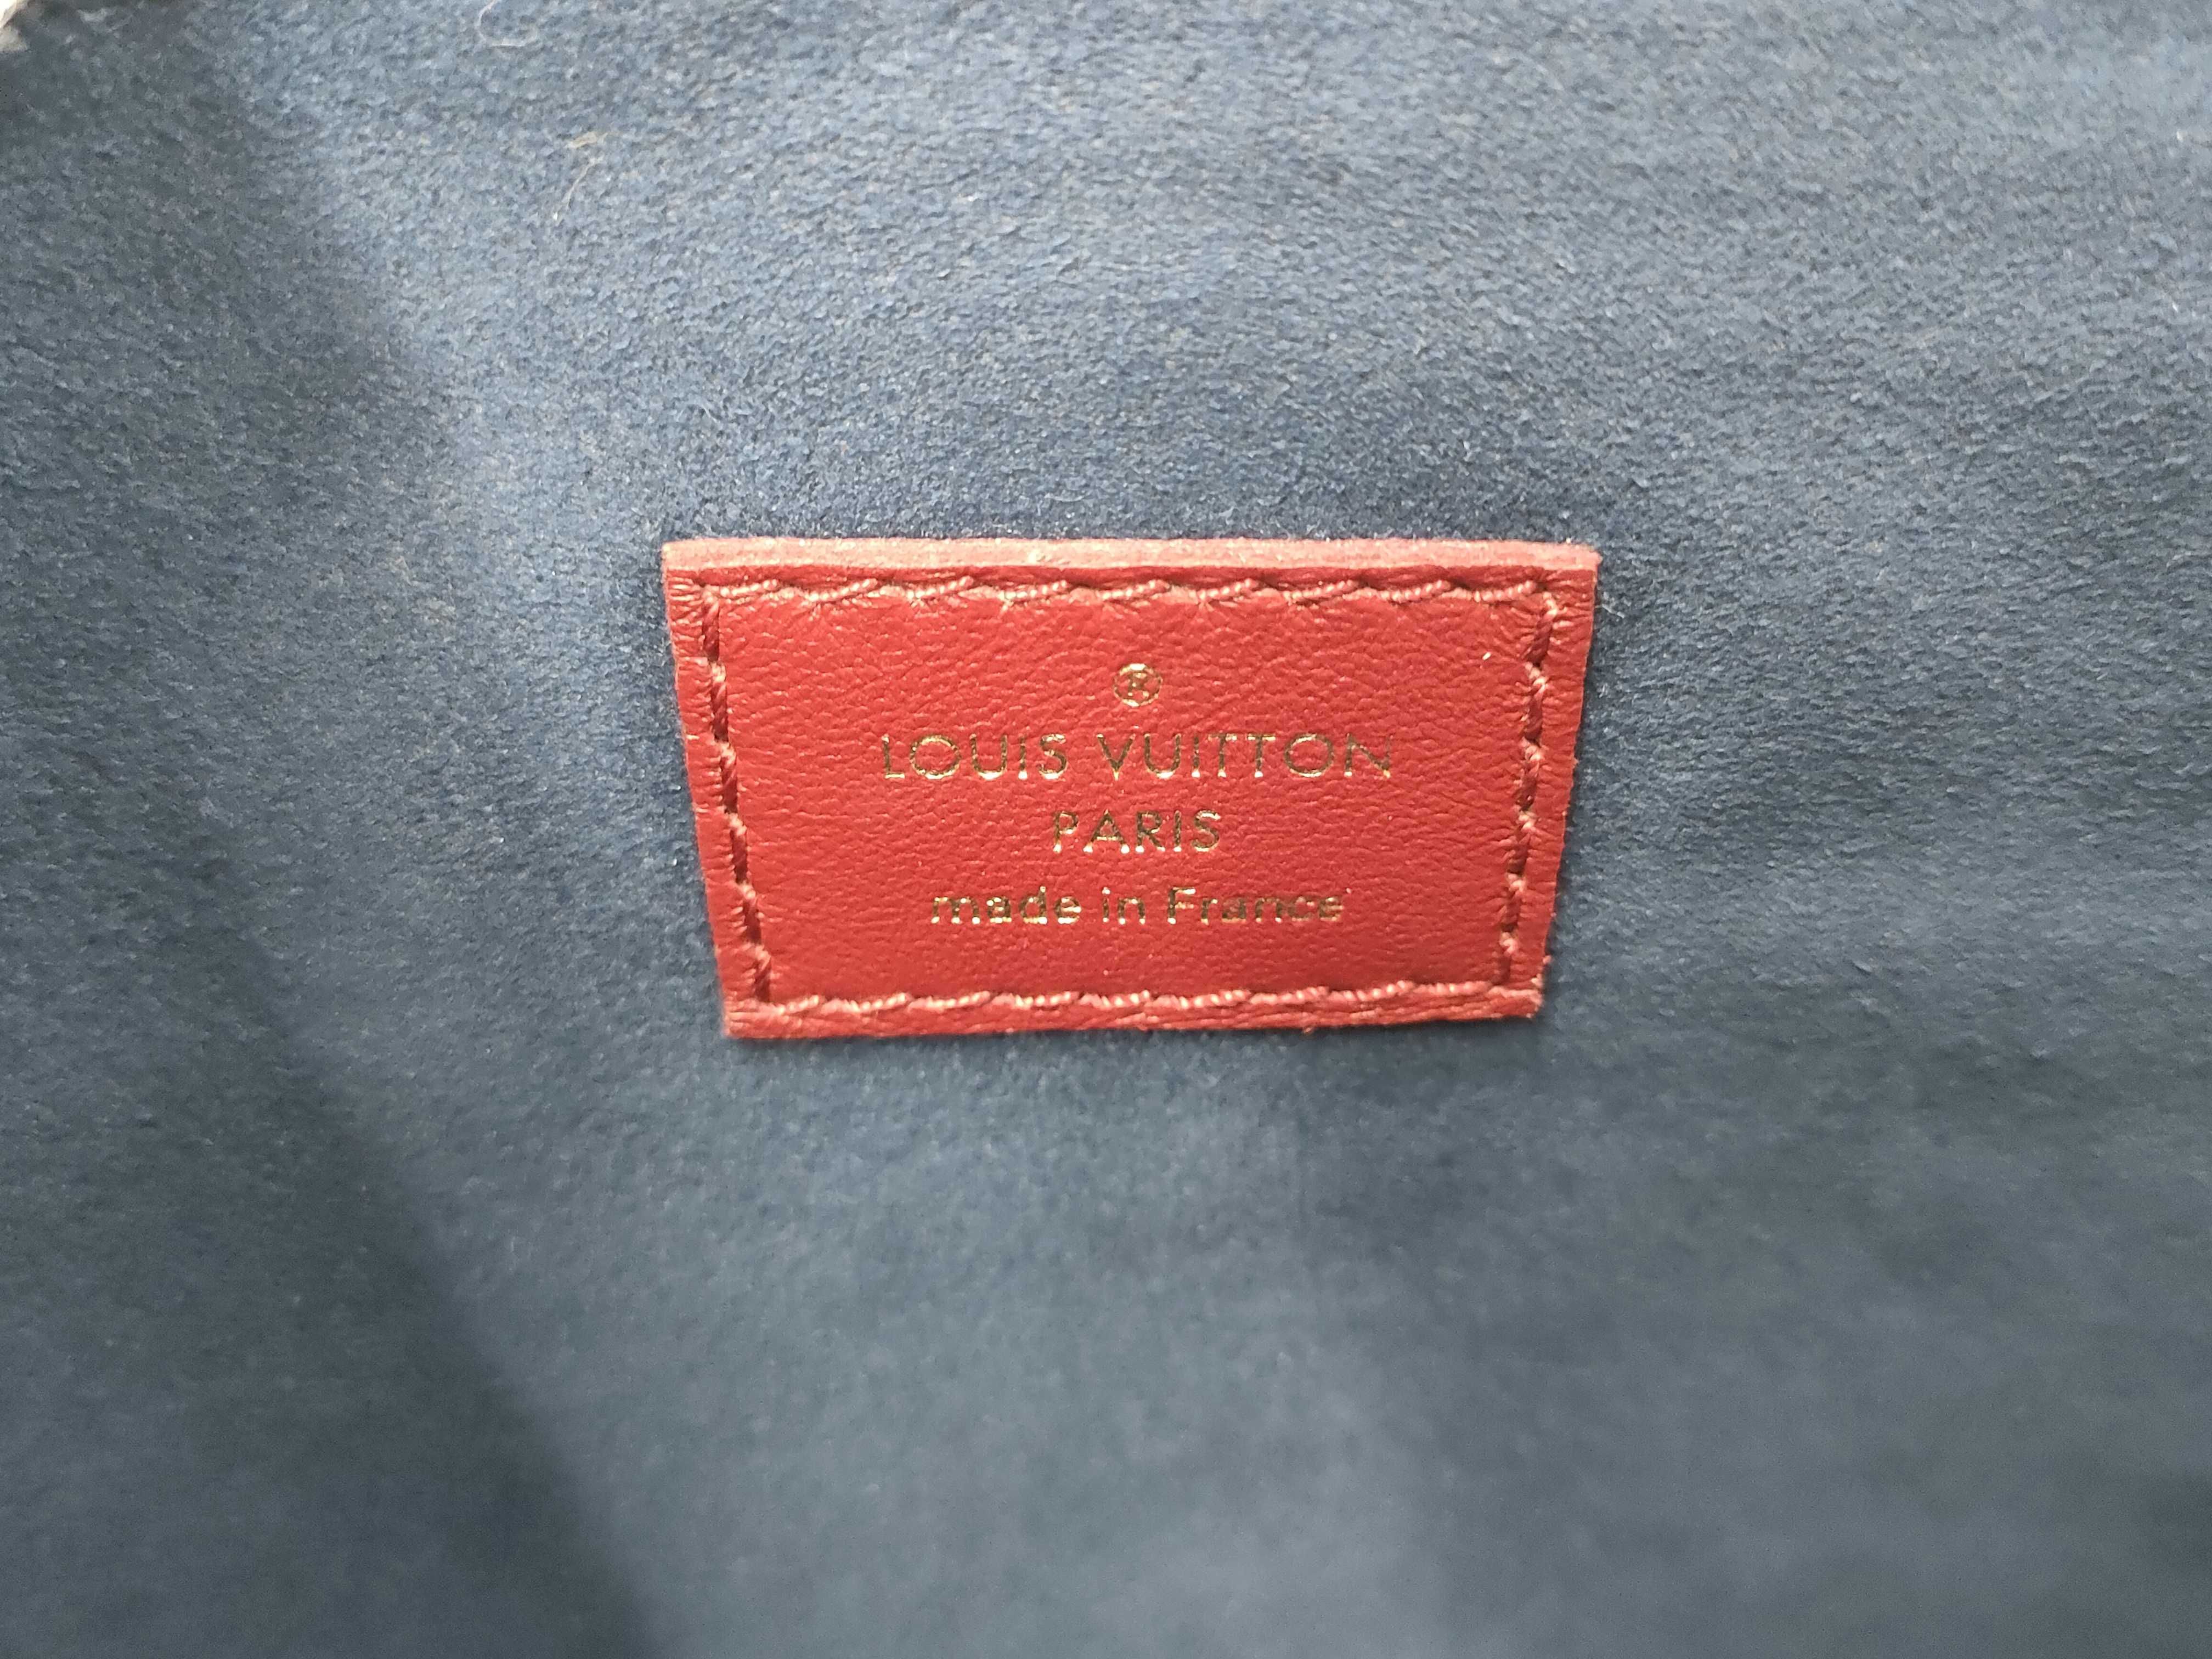 ®
LOUIS VUITTON
PARIS
made in France